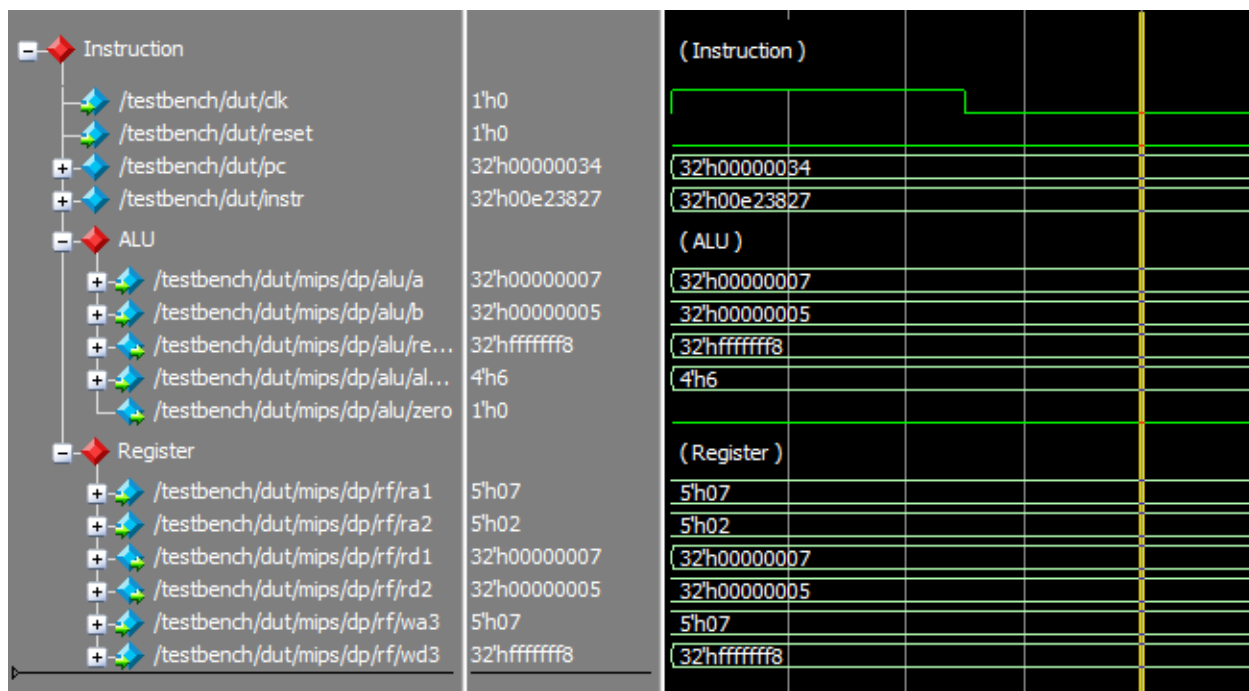 Instruction ( Instruction )
/testbench/dut/clk 1'h0
/testbench/dut/reset 1'h0
/testbench/dut/pc 32'h00000034 32'h00000034
/testbench/dut/instr 32'h00e23827 32'h00e23827
ALU ( ALU )
/testbench/dut/mips/dp/alu/a 32'h00000007 32'h00000007
/testbench/dut/mips/dp/alu/b 32'h00000005 32'h00000005
/testbench/dut/mips/dp/alu/re... 32'hfffffff8 32'hfffffff8
/testbench/dut/mips/dp/alu/al... 4'h6 4'h6
/testbench/dut/mips/dp/alu/zero 1'h0
Register ( Register )
/testbench/dut/mips/dp/rf/ra1 5'h07 5'h07
/testbench/dut/mips/dp/rf/ra2 5'h02 5'h02
/testbench/dut/mips/dp/rf/rd1 32'h00000007 32'h00000007
/testbench/dut/mips/dp/rf/rd2 32'h00000005 32'h00000005
/testbench/dut/mips/dp/rf/wa3 5'h07 5'h07
/testbench/dut/mips/dp/rf/wd3 32'hfffffff8 32'hfffffff8